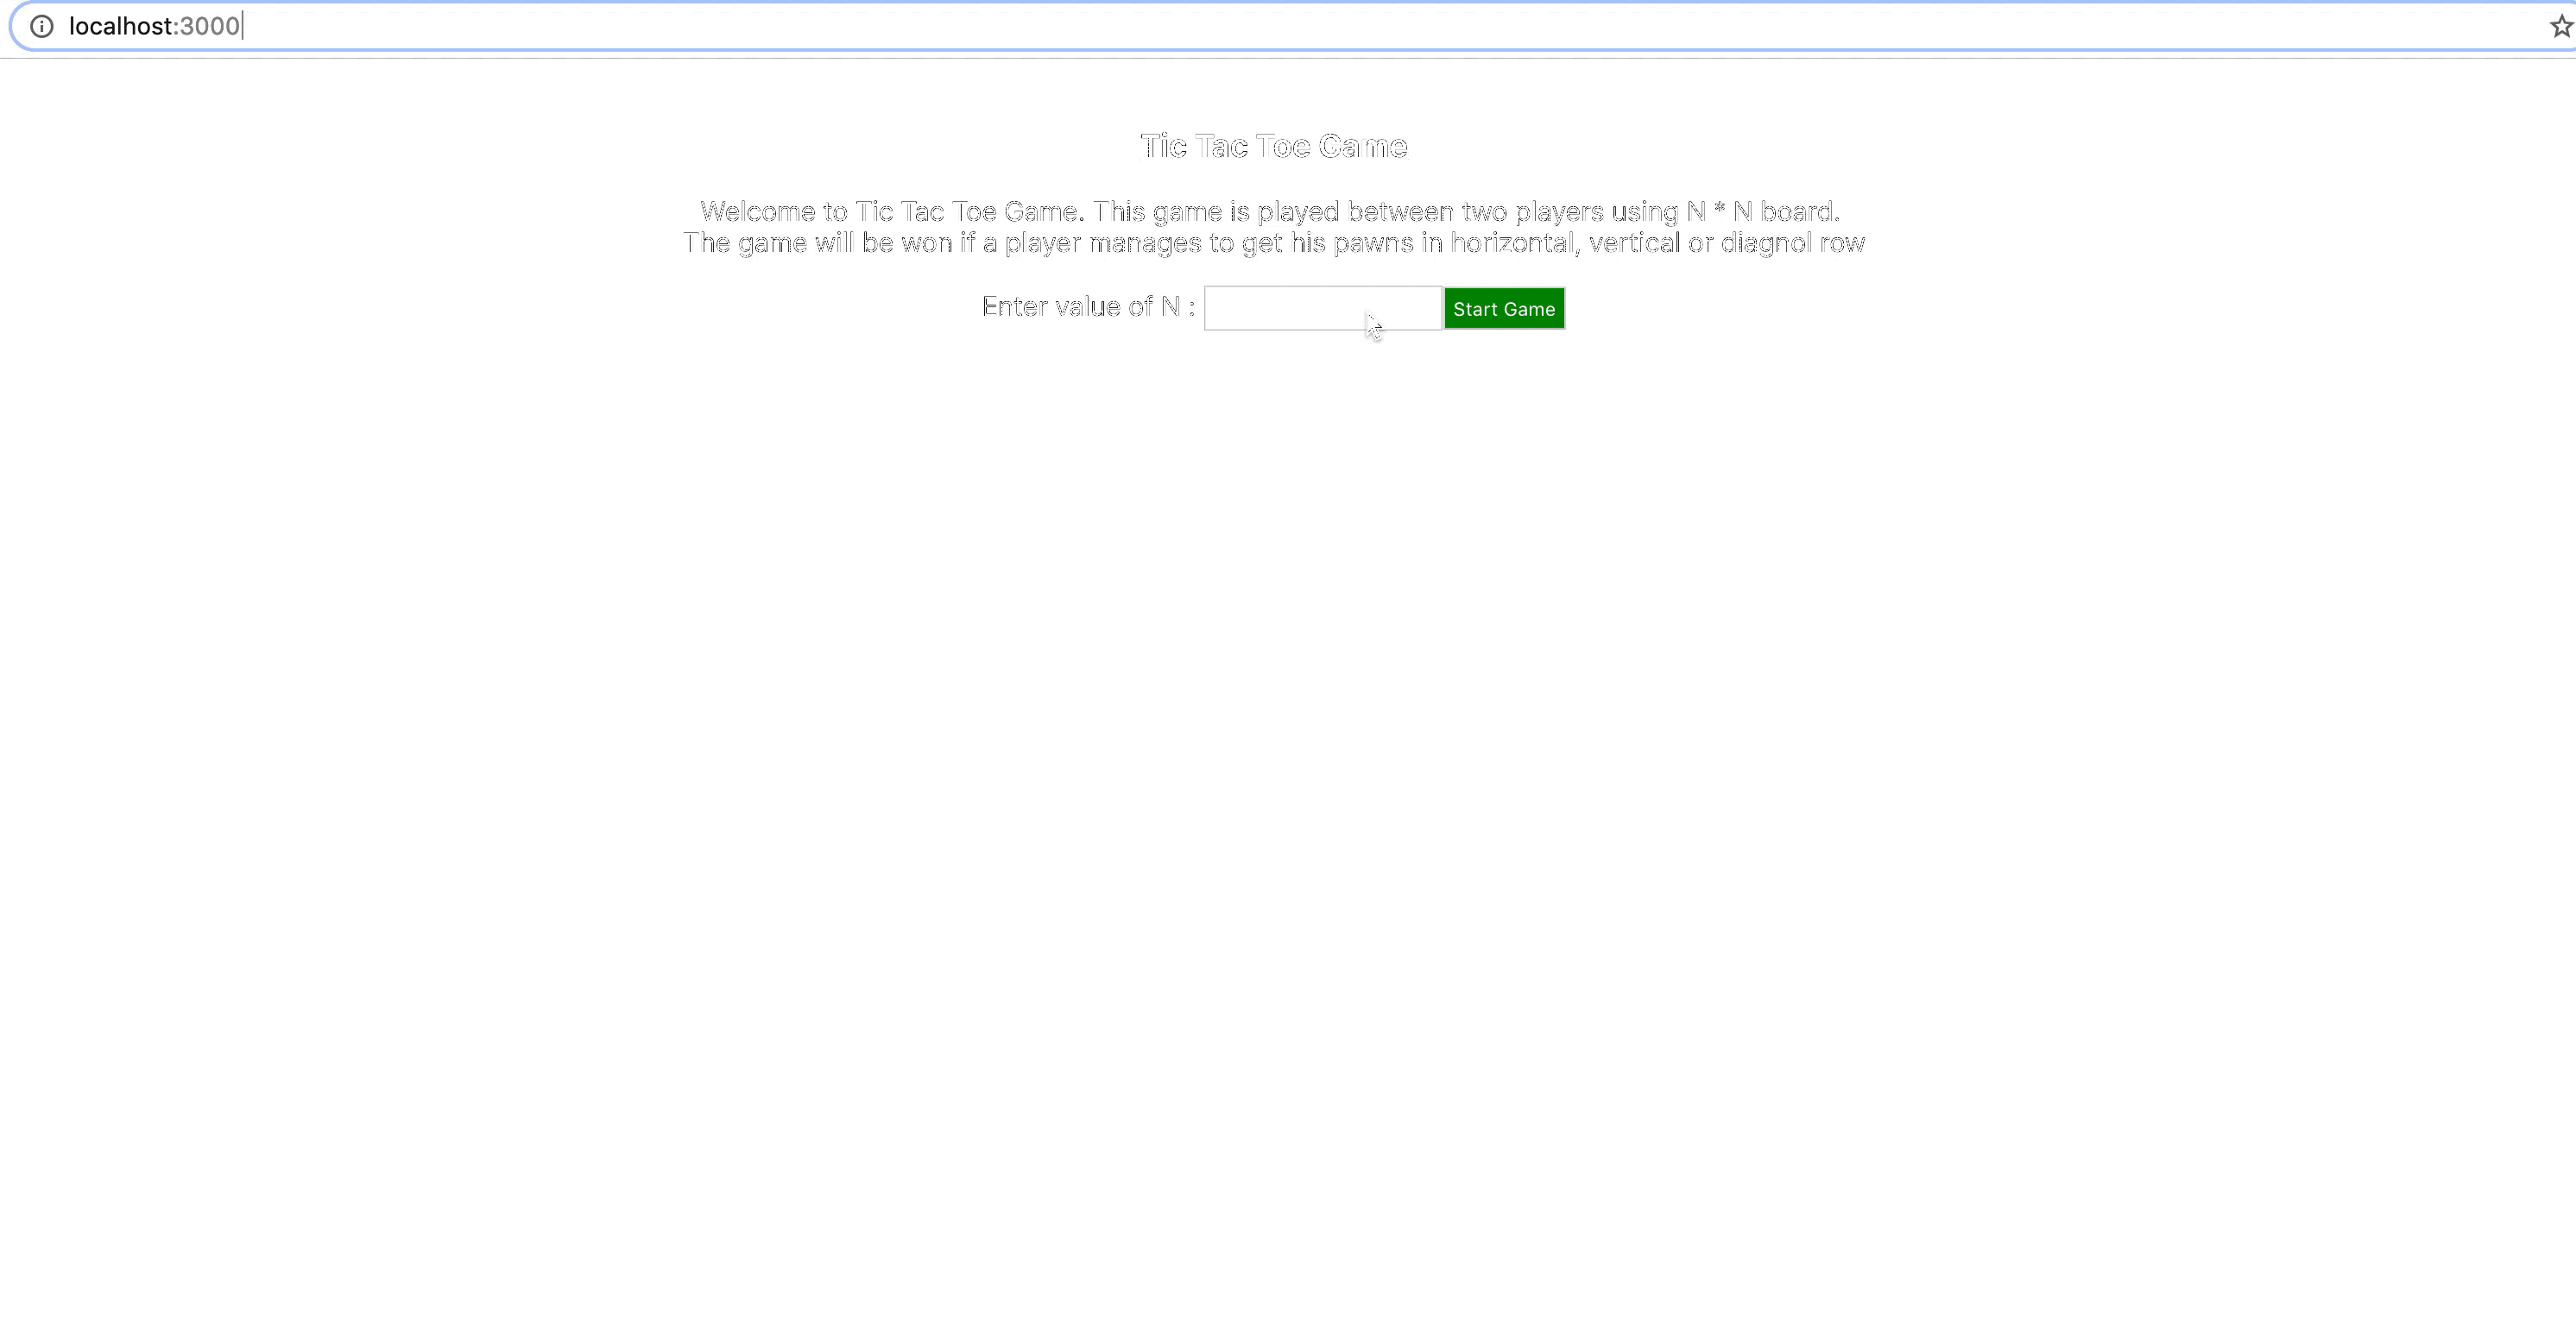 localhost:3000
Tic Tac Toe Game
Welcome to Tic Tac Toe Game. This game is played between two players using N * N board.
The game will be won if a player manages to get his pawns in horizontal, vertical or diagnol row
Enter value of N : Start Game